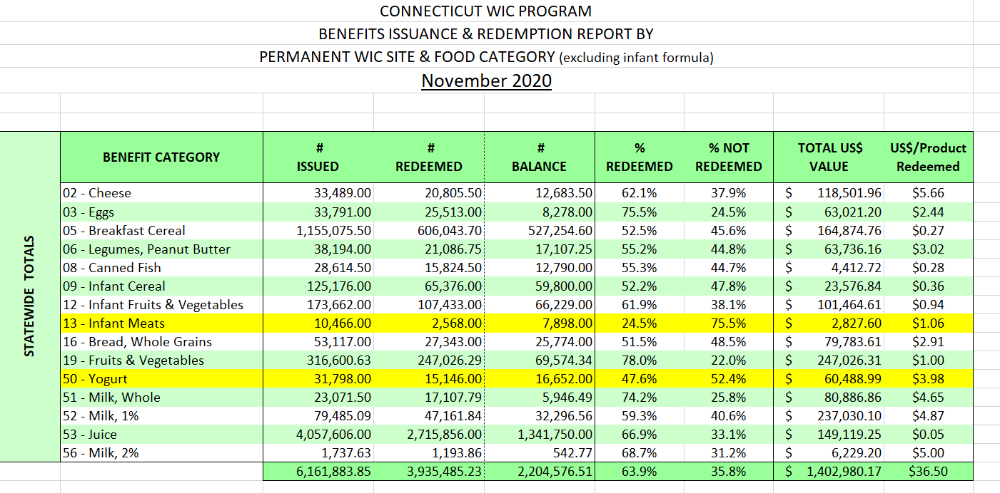 CONNECTICUT WIC PROGRAM
BENEFITS ISSUANCE & REDEMPTION REPORT BY
PERMANENT WIC SITE & FOOD CATEGORY (excluding infant formula)
November 2020
STATEWIDE TOTALS
BENEFIT CATEGORY # ISSUED # REDEEMED # BALANCE % REDEEMED % NOT REDEEMED TOTAL US$ VALUE US$/Product Redeemed
02 - Cheese 33,489.00 20,805.50 12,683.50 62.1% 37.9% $ 118,501.96 $5.66
03 - Eggs 33,791.00 25,513.00 8,278.00 75.5% 24.5% $ 63,021.20 $2.44
05 - Breakfast Cereal 1,155,075.50 606,043.70 527,254.60 52.5% 45.6% $ 164,874.76 $0.27
06 - Legumes, Peanut Butter 38,194.00 21,086.75 17,107.25 55.2% 44.8% $ 63,736.16 $3.02
08 - Canned Fish 28,614.50 15,824.50 12,790.00 55.3% 44.7% $ 4,412.72 $0.28
09 - Infant Cereal 125,176.00 65,376.00 59,800.00 52.2% 47.8% $ 23,576.84 $0.36
12 - Infant Fruits & Vegetables 173,662.00 107,433.00 66,229.00 61.9% 38.1% $ 101,464.61 $0.94
13 - Infant Meats 10,466.00 2,568.00 7,898.00 24.5% 75.5% $ 2,827.60 $1.06
16 - Bread, Whole Grains 53,117.00 27,343.00 25,774.00 51.5% 48.5% $ 79,783.61 $2.91
19 - Fruits & Vegetables 316,600.63 247,026.29 69,574.34 78.0% 22.0% $ 247,026.31 $1.00
50 - Yogurt 31,798.00 15,146.00 16,652.00 47.6% 52.4% $ 60,488.99 $3.98
51 - Milk, Whole 23,071.50 17,107.79 5,946.49 74.2% 25.8% $ 80,886.86 $4.65
52 - Milk, 1% 79,485.09 47,161.84 32,296.56 59.3% 40.6% $ 237,030.10 $4.87
53 - Juice 4,057,606.00 2,715,856.00 1,341,750.00 66.9% 33.1% $ 149,119.25 $0.05
56 - Milk, 2% 1,737.63 1,193.86 542.77 68.7% 31.2% $ 6,229.20 $5.00
6,161,883.85 3,935,485.23 2,204,576.51 63.9% 35.8% $ 1,402,980.17 $36.50